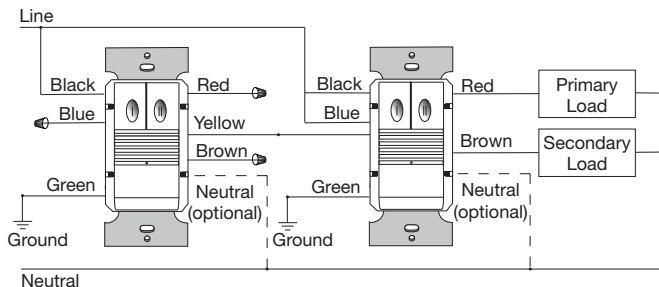 Line
Black
Red
Blue
Yellow
Brown
Green
Neutral
(optional)
Ground
Black
Red
Blue
Brown
Green
Neutral
(optional)
Ground
Primary
Load
Secondary
Load
Neutral